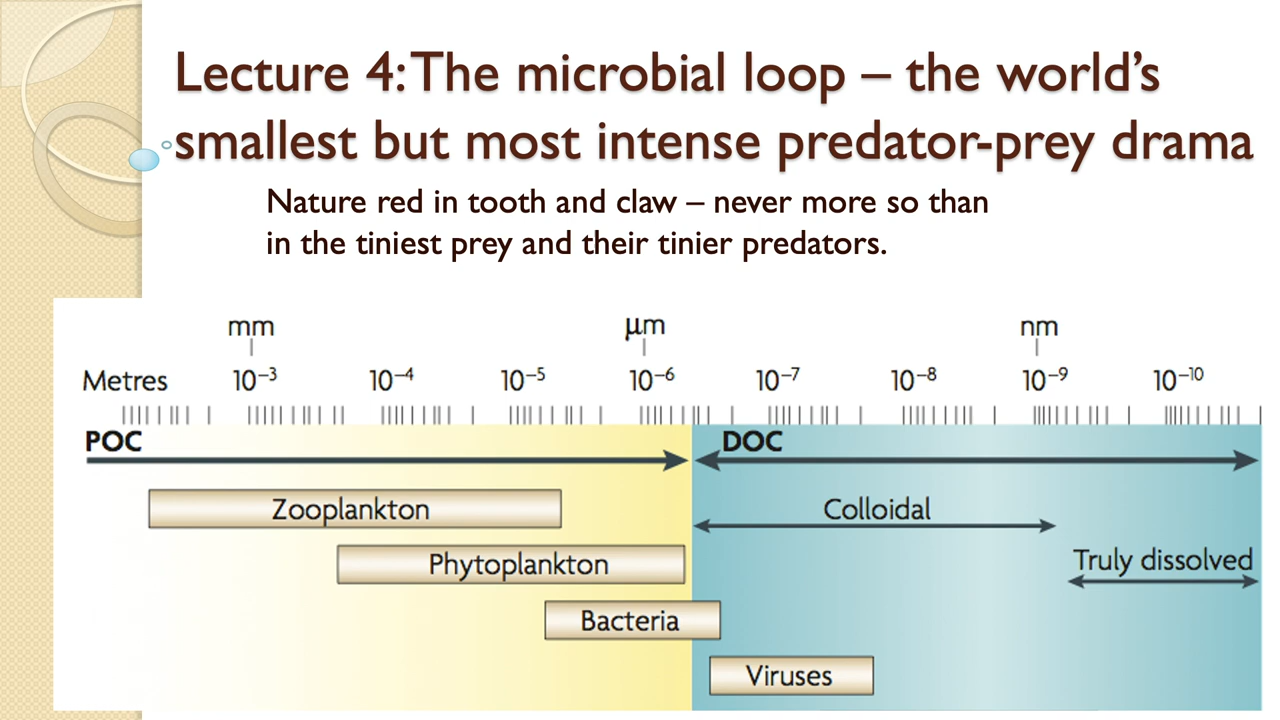 Lecture 4: The microbial loop – the world’s
smallest but most intense predator-prey drama
Nature red in tooth and claw – never more so than
in the tiniest prey and their tinier predators.
mm μm nm
Metres 10⁻³ 10⁻⁴ 10⁻⁵ 10⁻⁶ 10⁻⁷ 10⁻⁸ 10⁻⁹ 10⁻¹⁰
POC DOC
Zooplankton Colloidal
Phytoplankton Truly dissolved
Bacteria
Viruses